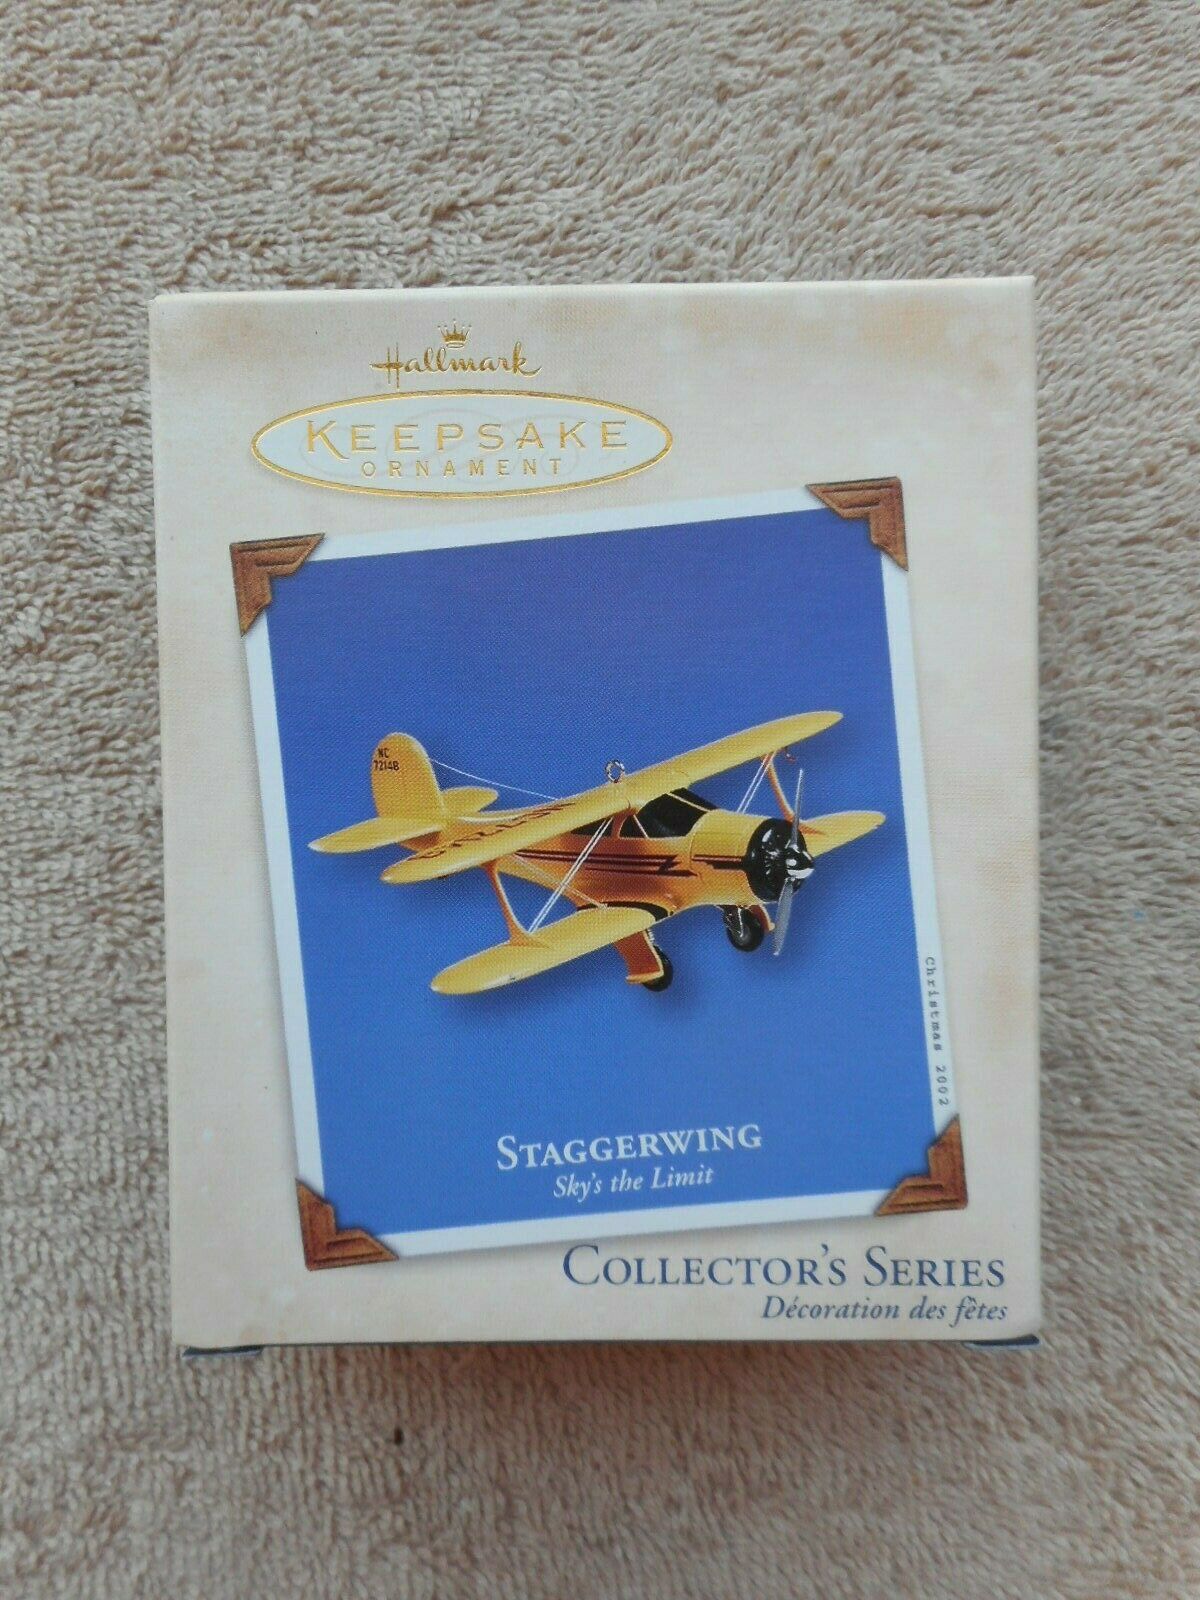 Hallmark
KEEPSAKE
ORNAMENT
NC
7214B
Christmas 2002
STAGGERWING
Sky's the Limit
COLLECTOR'S SERIES
Décoration des fêtes